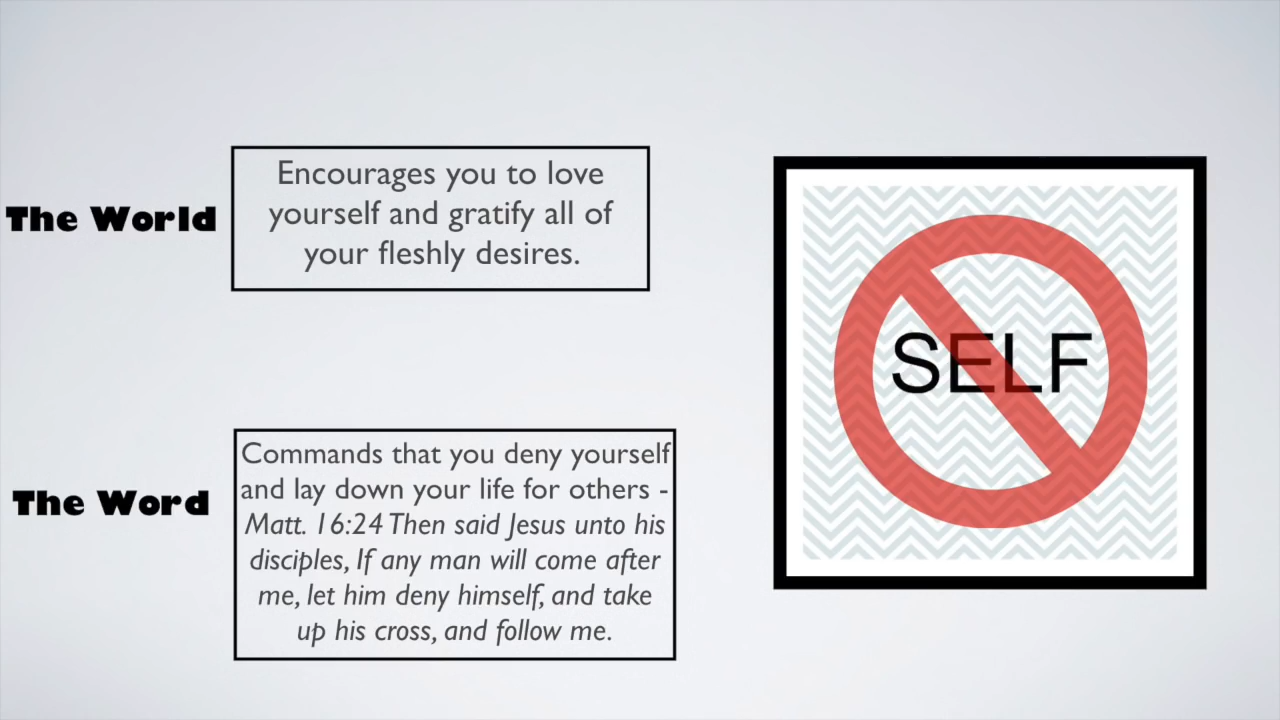 The World
Encourages you to love
yourself and gratify all of
your fleshly desires.
The Word
Commands that you deny yourself
and lay down your life for others -
Matt. 16:24 Then said Jesus unto his
disciples, If any man will come after
me, let him deny himself, and take
up his cross, and follow me.
SELF